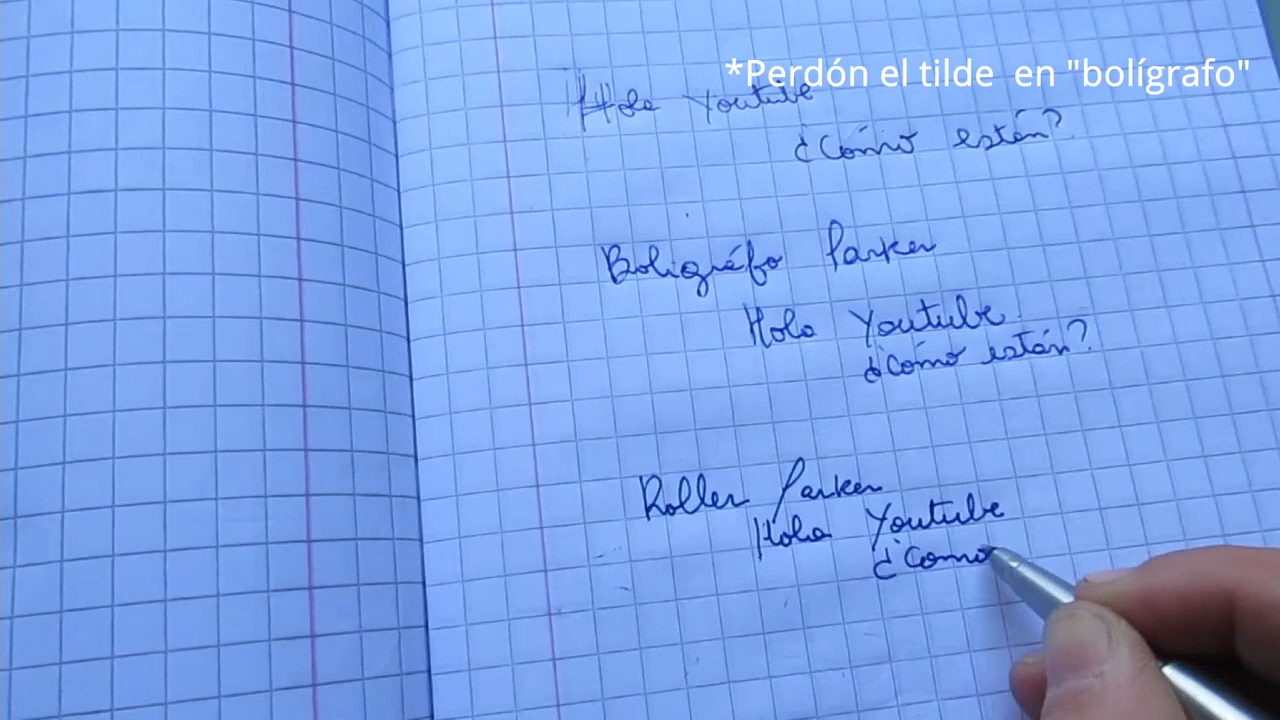 *Perdón el tilde en "bolígrafo"
Hola Youtube
¿Cómo están?
Boligráfo Parker
Hola Youtube
¿Cómo están?
Roller Parker
Hola Youtube
¿Como